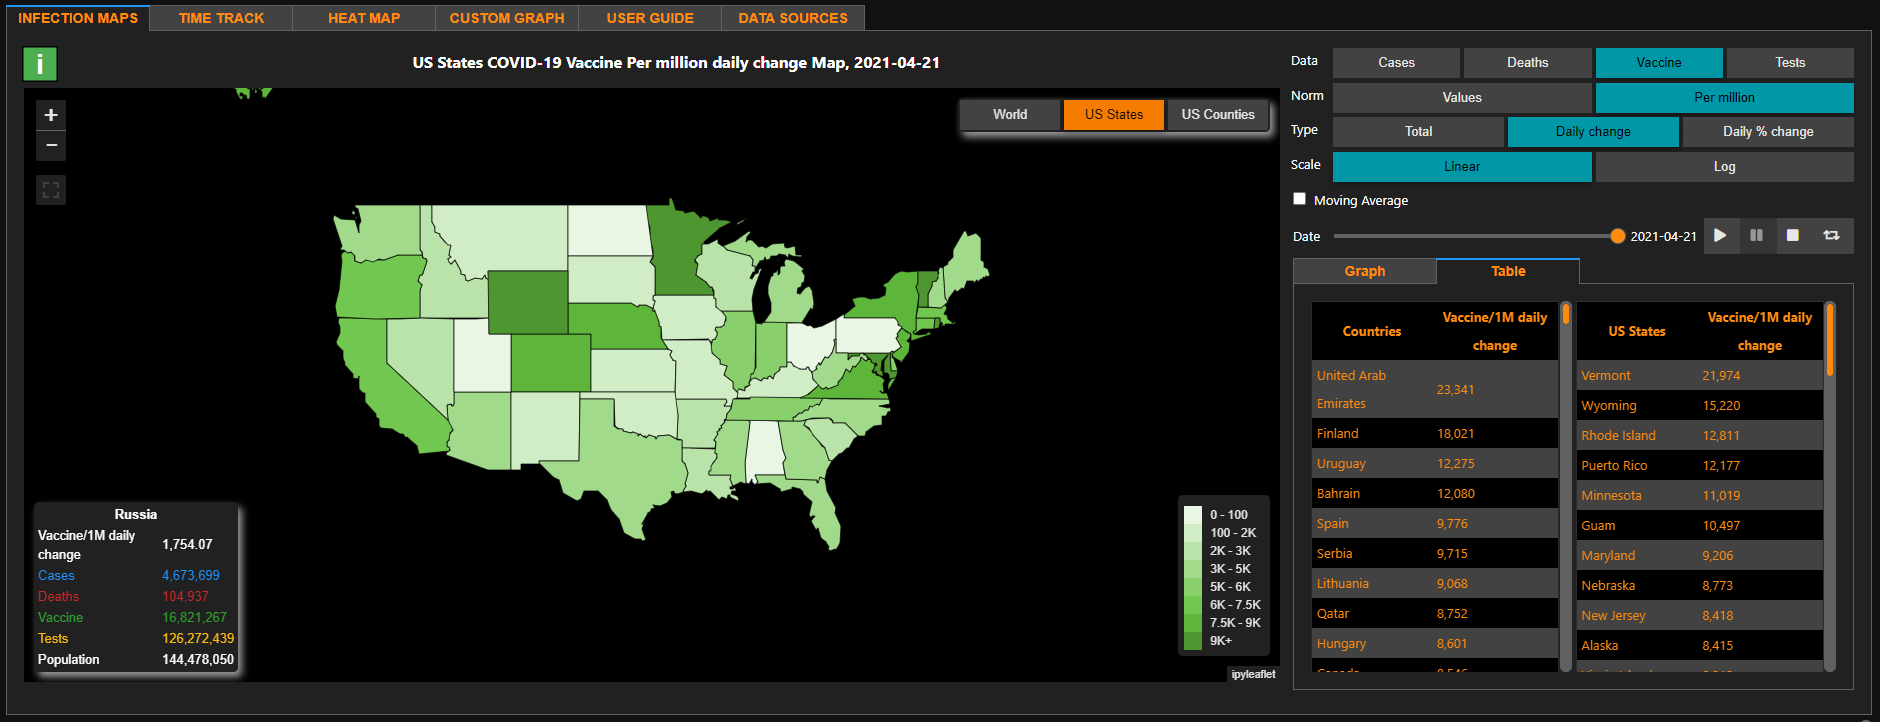 INFECTION MAPS TIME TRACK HEAT MAP CUSTOM GRAPH USER GUIDE DATA SOURCES
i
US States COVID-19 Vaccine Per million daily change Map, 2021-04-21
+
−
World US States US Counties
Russia
Vaccine/1M daily
change 1,754.07
Cases 4,673,699
Deaths 104,937
Vaccine 16,821,267
Tests 126,272,439
Population 144,478,050
0 - 100
100 - 2K
2K - 3K
3K - 5K
5K - 6K
6K - 7.5K
7.5K - 9K
9K+
ipyleaflet
Data Cases Deaths Vaccine Tests
Norm Values Per million
Type Total Daily change Daily % change
Scale Linear Log
Moving Average
Date 2021-04-21
Graph Table
Countries Vaccine/1M daily
change
United Arab
Emirates 23,341
Finland 18,021
Uruguay 12,275
Bahrain 12,080
Spain 9,776
Serbia 9,715
Lithuania 9,068
Qatar 8,752
Hungary 8,601
US States Vaccine/1M daily
change
Vermont 21,974
Wyoming 15,220
Rhode Island 12,811
Puerto Rico 12,177
Minnesota 11,019
Guam 10,497
Maryland 9,206
Nebraska 8,773
New Jersey 8,418
Alaska 8,415